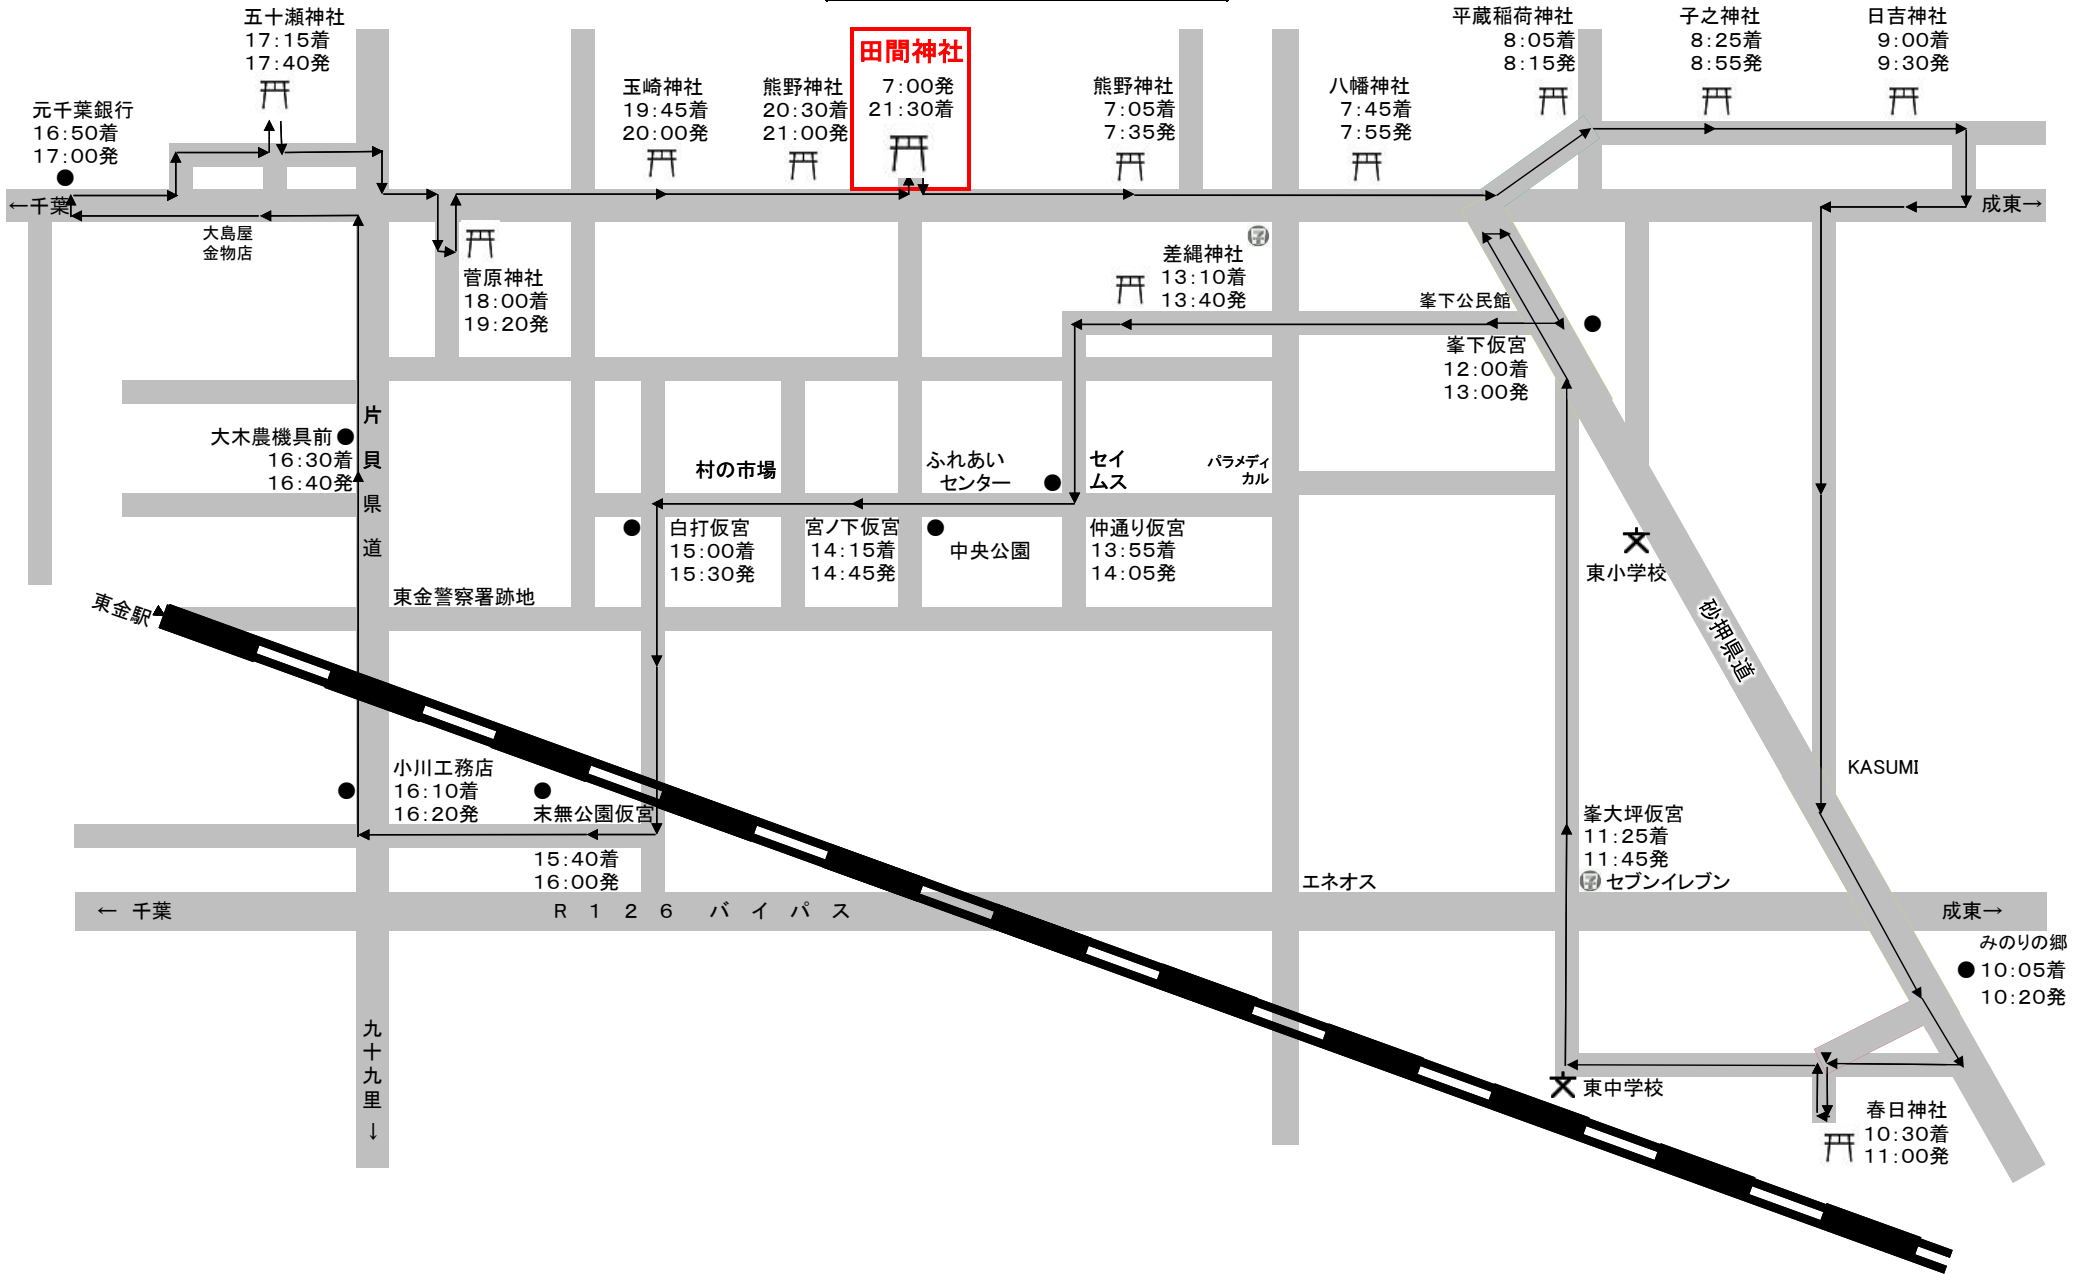 五十瀬神社
17:15着
17:40発
元千葉銀行
16:50着
17:00発
玉崎神社
19:45着
20:00発
熊野神社
20:30着
21:00発
田間神社
7:00発
21:30着
熊野神社
7:05着
7:35発
八幡神社
7:45着
7:55発
平蔵稲荷神社
8:05着
8:15発
子之神社
8:25着
8:55発
日吉神社
9:00着
9:30発
←千葉
成東→
大島屋
金物店
菅原神社
18:00着
19:20発
差縄神社
13:10着
13:40発
峯下公民館
峯下仮宮
12:00着
13:00発
大木農機具前
16:30着
16:40発
片貝県道
村の市場
ふれあい
センター
セイ
ムス
パラメディ
カル
白打仮宮
15:00着
15:30発
宮ノ下仮宮
14:15着
14:45発
中央公園
仲通り仮宮
13:55着
14:05発
東小学校
東金駅
東金警察署跡地
砂押県道
小川工務店
16:10着
16:20発
末無公園仮宮
15:40着
16:00発
KASUMI
峯大坪仮宮
11:25着
11:45発
セブンイレブン
エネオス
← 千葉
R126 バイパス
成東→
みのりの郷
10:05着
10:20発
九十九里↓
東中学校
春日神社
10:30着
11:00発